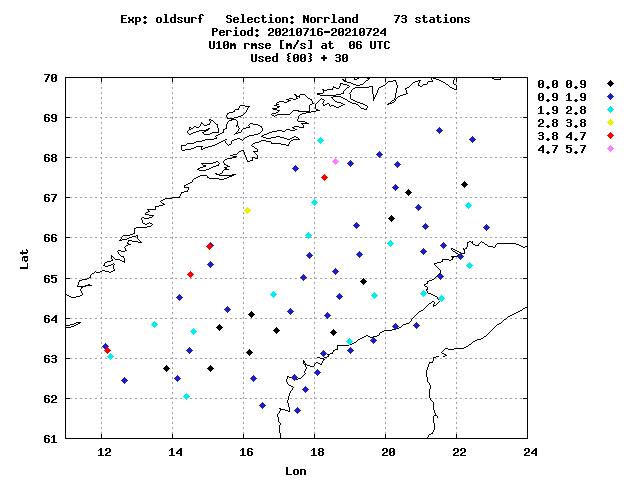 Exp: oldsurf   Selection: Norrland     73 stations
Period: 20210716-20210724
U10m rmse [m/s] at  06 UTC
Used {00} + 30
70
69
68
67
66
65
64
63
62
61
Lat
12 14 16 18 20 22 24
Lon
0.0 0.9
0.9 1.9
1.9 2.8
2.8 3.8
3.8 4.7
4.7 5.7